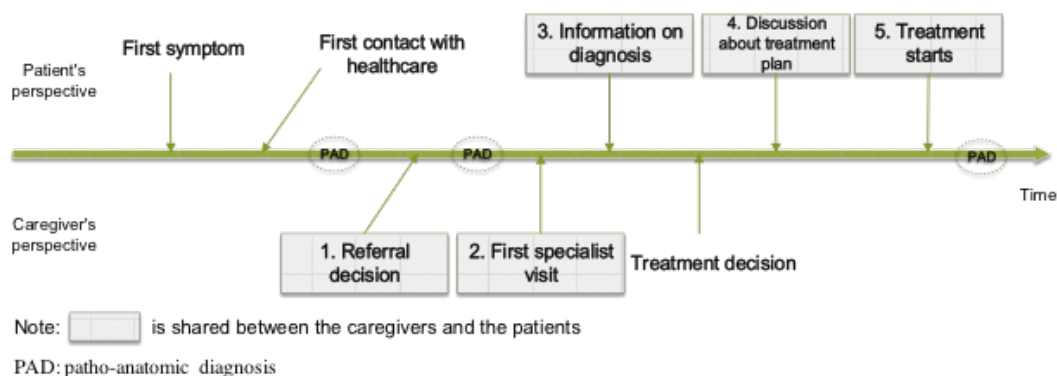 First symptom
First contact with
healthcare
3. Information on
diagnosis
4. Discussion
about treatment
plan
5. Treatment
starts
Patient's
perspective
PAD
PAD
PAD
Time
Caregiver's
perspective
1. Referral
decision
2. First specialist
visit
Treatment decision
Note: is shared between the caregivers and the patients
PAD: patho-anatomic diagnosis